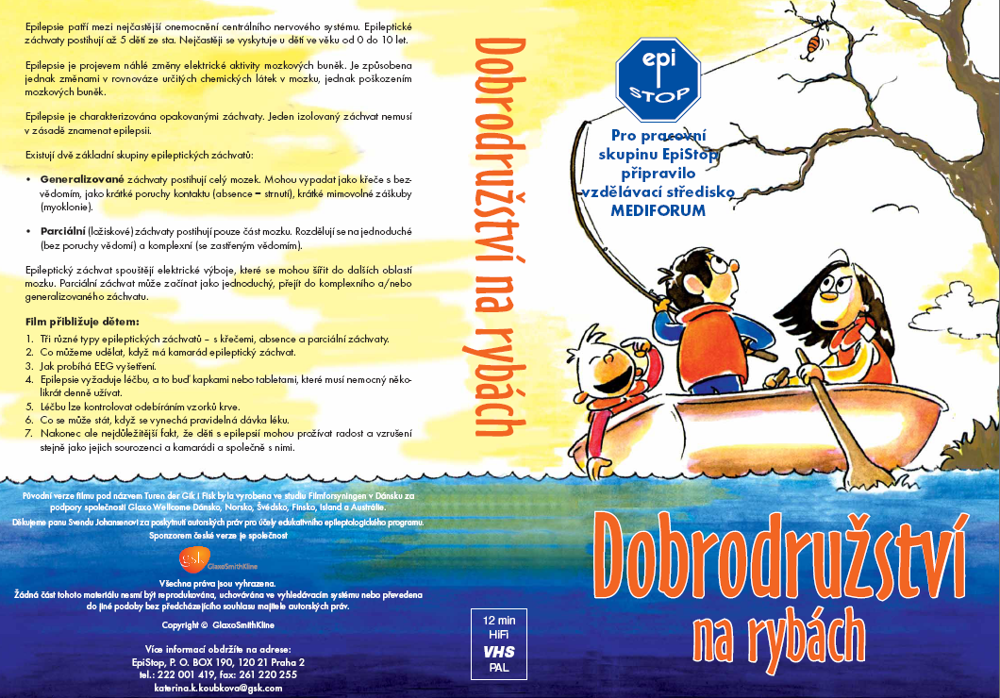 Epilepsie patří mezi nejčastější onemocnění centrálního nervového systému. Epileptické
záchvaty postihují až 5 dětí ze sta. Nejčastěji se vyskytuje u dětí ve věku od 0 do 10 let.
Epilepsie je projevem náhlé změny elektrické aktivity mozkových buněk. Je způsobena
jednak změnami v rovnováze určitých chemických látek v mozku, jednak poškozením
mozkových buněk.
Epilepsie je charakterizována opakovanými záchvaty. Jeden izolovaný záchvat nemusí
v zásadě znamenat epilepsii.
Existují dvě základní skupiny epileptických záchvatů:
• Generalizované záchvaty postihují celý mozek. Mohou vypadat jako křeče s bez-
vědomím, jako krátké poruchy kontaktu (absence – strnutí), krátké mimovolné záškuby
(myoklonie).
• Parciální (ložiskové) záchvaty postihují pouze část mozku. Rozdělují se na jednoduché
(bez poruchy vědomí) a komplexní (se zastřeným vědomím).
Epileptický záchvat spouštějí elektrické výboje, které se mohou šířit do dalších oblastí
mozku. Parciální záchvat může začínat jako jednoduchý, přejít do komplexního a/nebo
generalizovaného záchvatu.
Film přibližuje dětem:
1. Tři různé typy epileptických záchvatů – s křečemi, absence a parciální záchvaty.
2. Co můžeme udělat, když má kamarád epileptický záchvat.
3. Jak probíhá EEG vyšetření.
4. Epilepsie vyžaduje léčbu, a to buď kapkami nebo tabletami, které musí nemocný něko-
likrát denně užívat.
5. Léčbu lze kontrolovat odebíráním vzorků krve.
6. Co se může stát, když se vynechá pravidelná dávka léku.
7. Nakonec ale nejdůležitější fakt, že děti s epilepsií mohou prožívat radost a vzrušení
stejně jako jejich sourozenci a kamarádi a společně s nimi.
Původní verze filmu pod názvem Turen der Gik i Fisk byla vyrobena ve studiu Filmforsyningen v Dánsku za
podpory společností Glaxo Wellcome Dánsko, Norsko, Švédsko, Finsko, Island a Austrálie.
Děkujeme panu Svendu Johansenovi za poskytnutí autorských práv pro účely edukativního epileptologického programu.
Sponzorem české verze je společnost
gsk
GlaxoSmithKline
Všechna práva jsou vyhrazena.
Žádná část tohoto materiálu nesmí být reprodukována, uchovávána ve vyhledávacím systému nebo převedena
do jiné podoby bez předcházejícího souhlasu majitele autorských práv.
Copyright © GlaxoSmithKline
Více informací obdržíte na adrese:
EpiStop, P. O. BOX 190, 120 21 Praha 2
tel.: 222 001 419, fax: 261 220 255
katerina.k.koubkova@gsk.com
Dobrodružství na rybách
12 min
HiFi
VHS
PAL
epi
STOP
Pro pracovní
skupinu EpiStop
připravilo
vzdělávací středisko
MEDIFORUM
Dobrodružství
na rybách